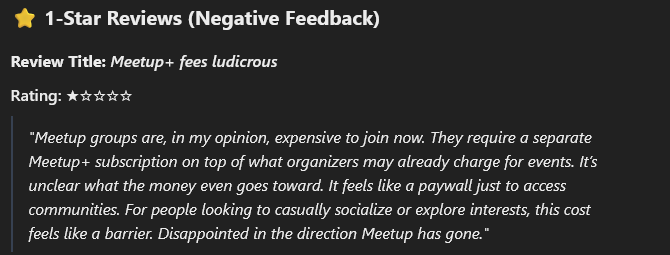 ⭐ 1-Star Reviews (Negative Feedback)
Review Title: Meetup+ fees ludicrous
Rating: ★☆☆☆☆
"Meetup groups are, in my opinion, expensive to join now. They require a separate
Meetup+ subscription on top of what organizers may already charge for events. It's
unclear what the money even goes toward. It feels like a paywall just to access
communities. For people looking to casually socialize or explore interests, this cost
feels like a barrier. Disappointed in the direction Meetup has gone."